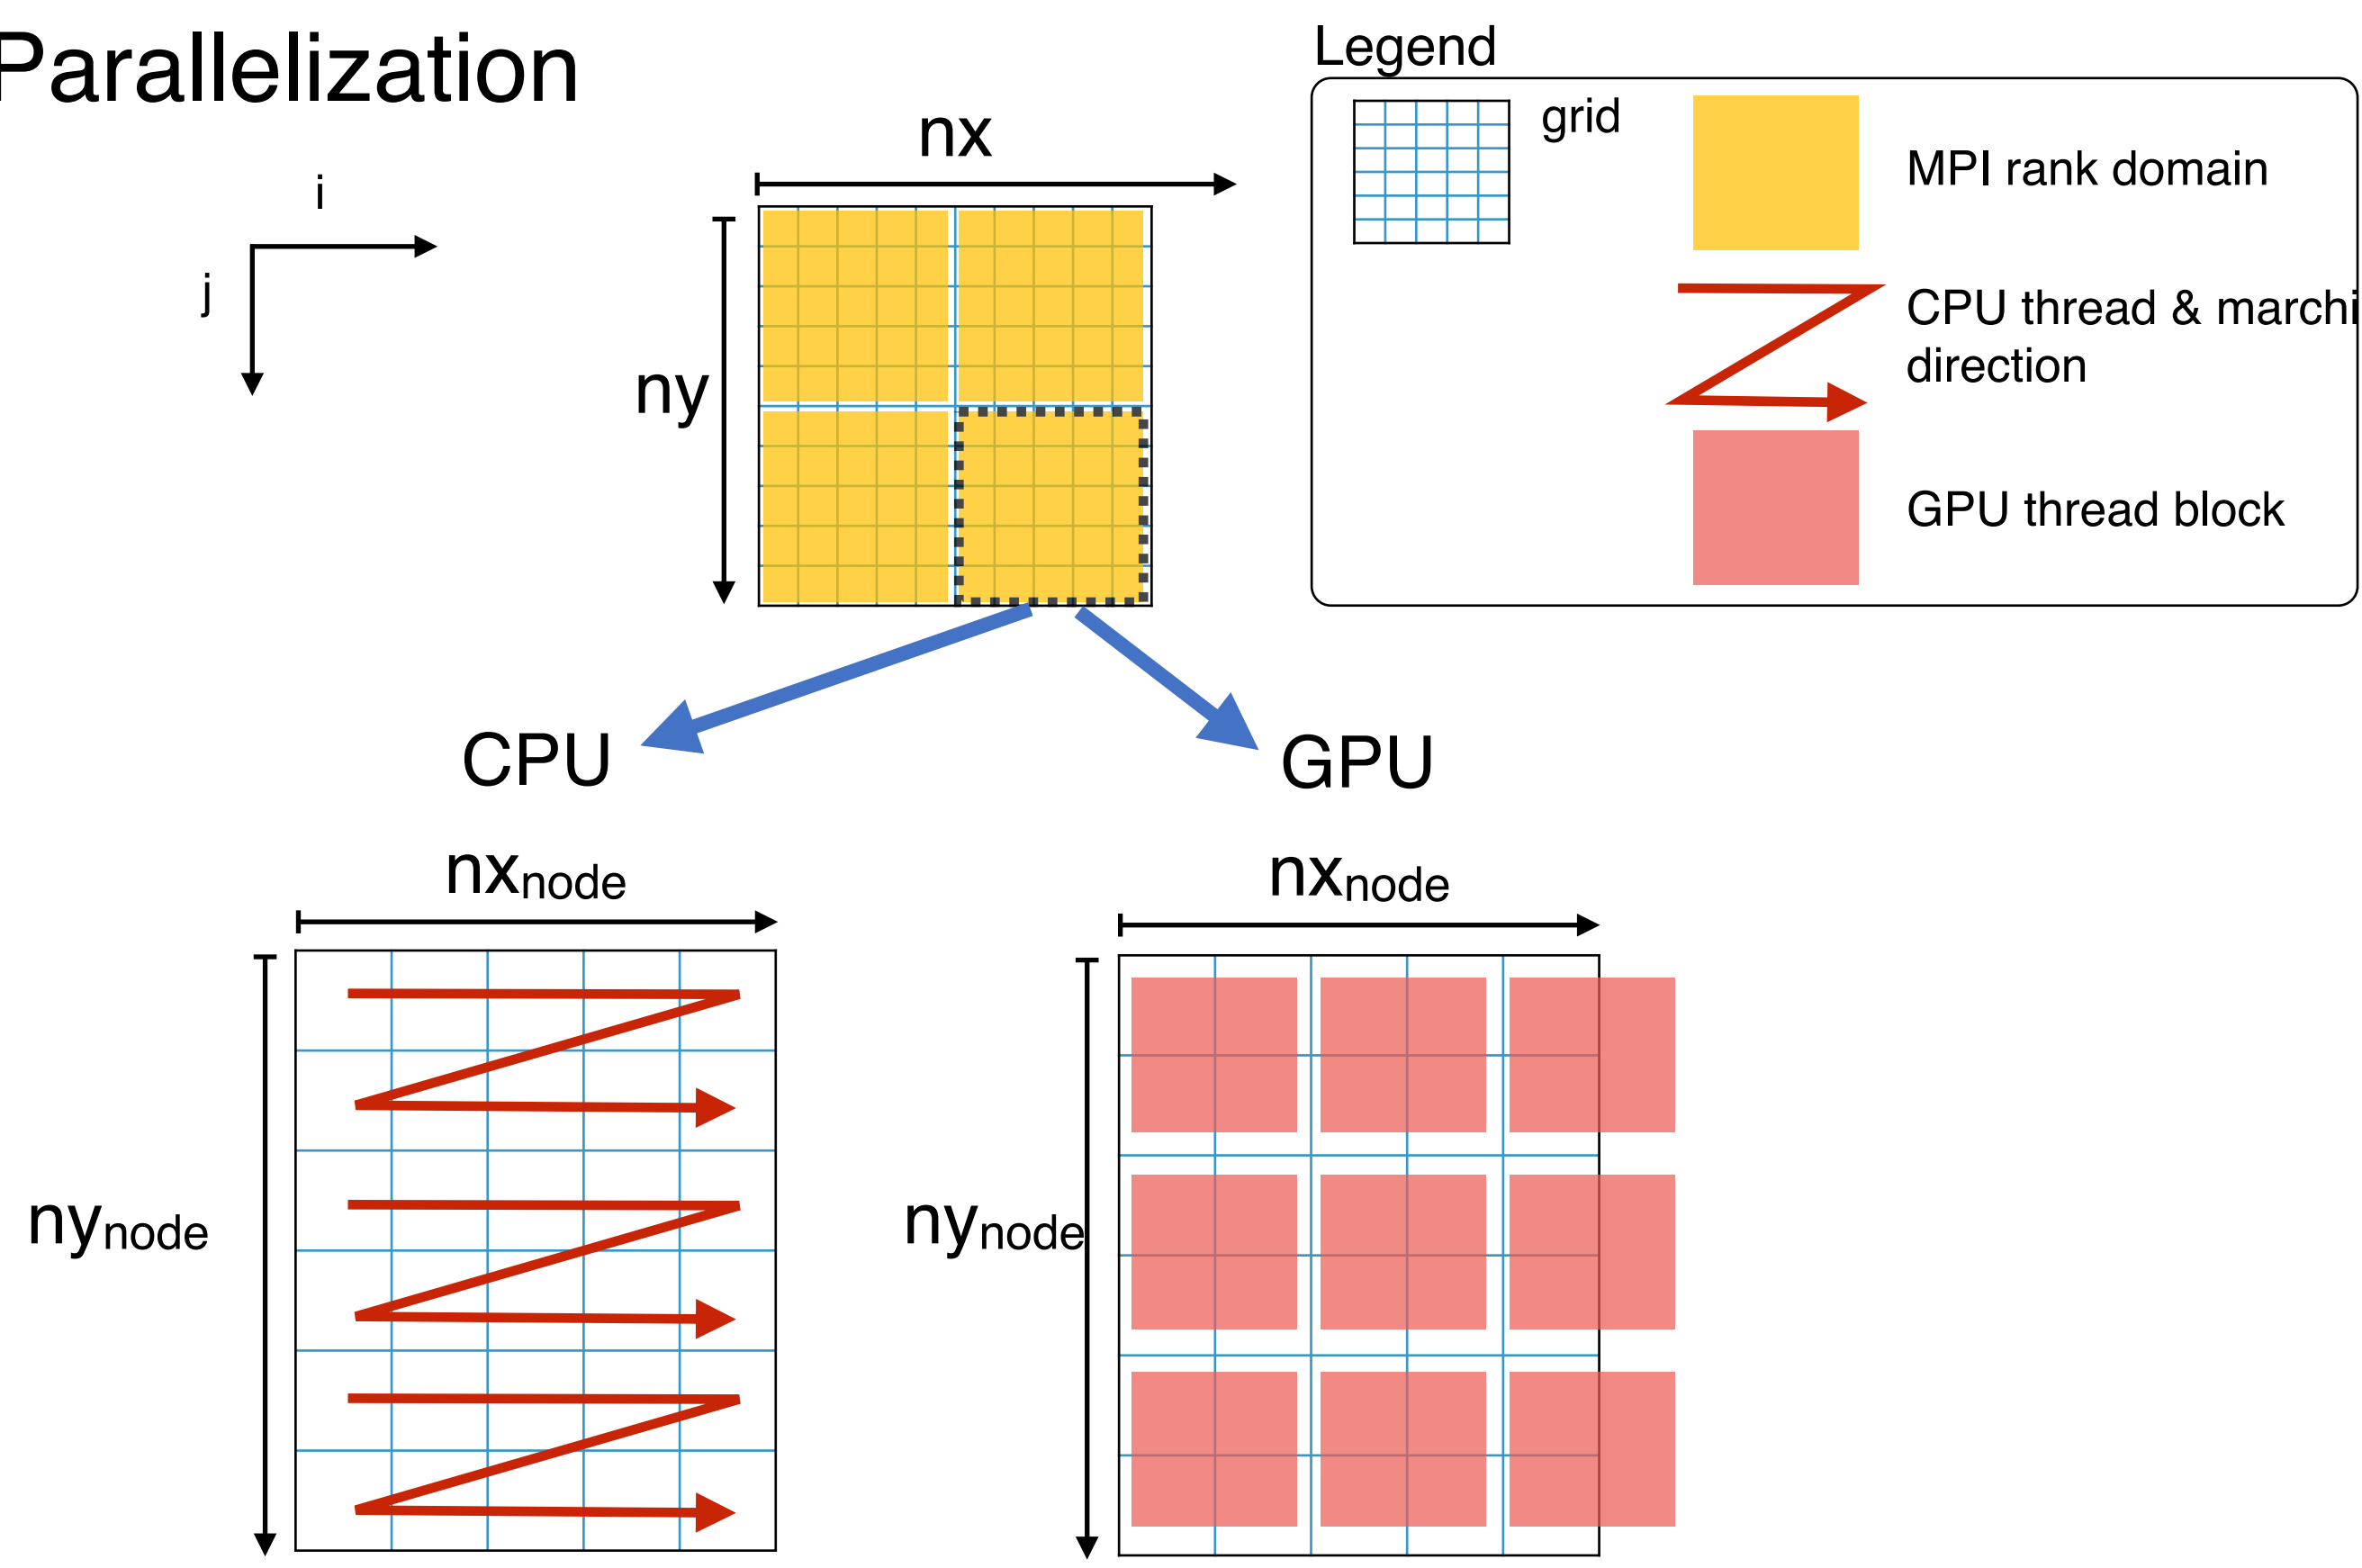 Parallelization
Legend
grid
MPI rank domain
CPU thread & marchi
direction
GPU thread block
nx
i
j
ny
CPU
GPU
nxnode
nxnode
nynode
nynode